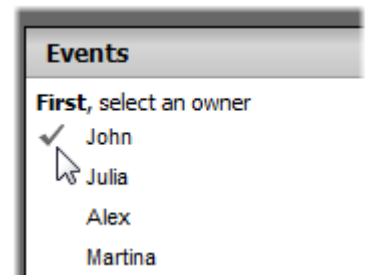 Events
First, select an owner
John
Julia
Alex
Martina